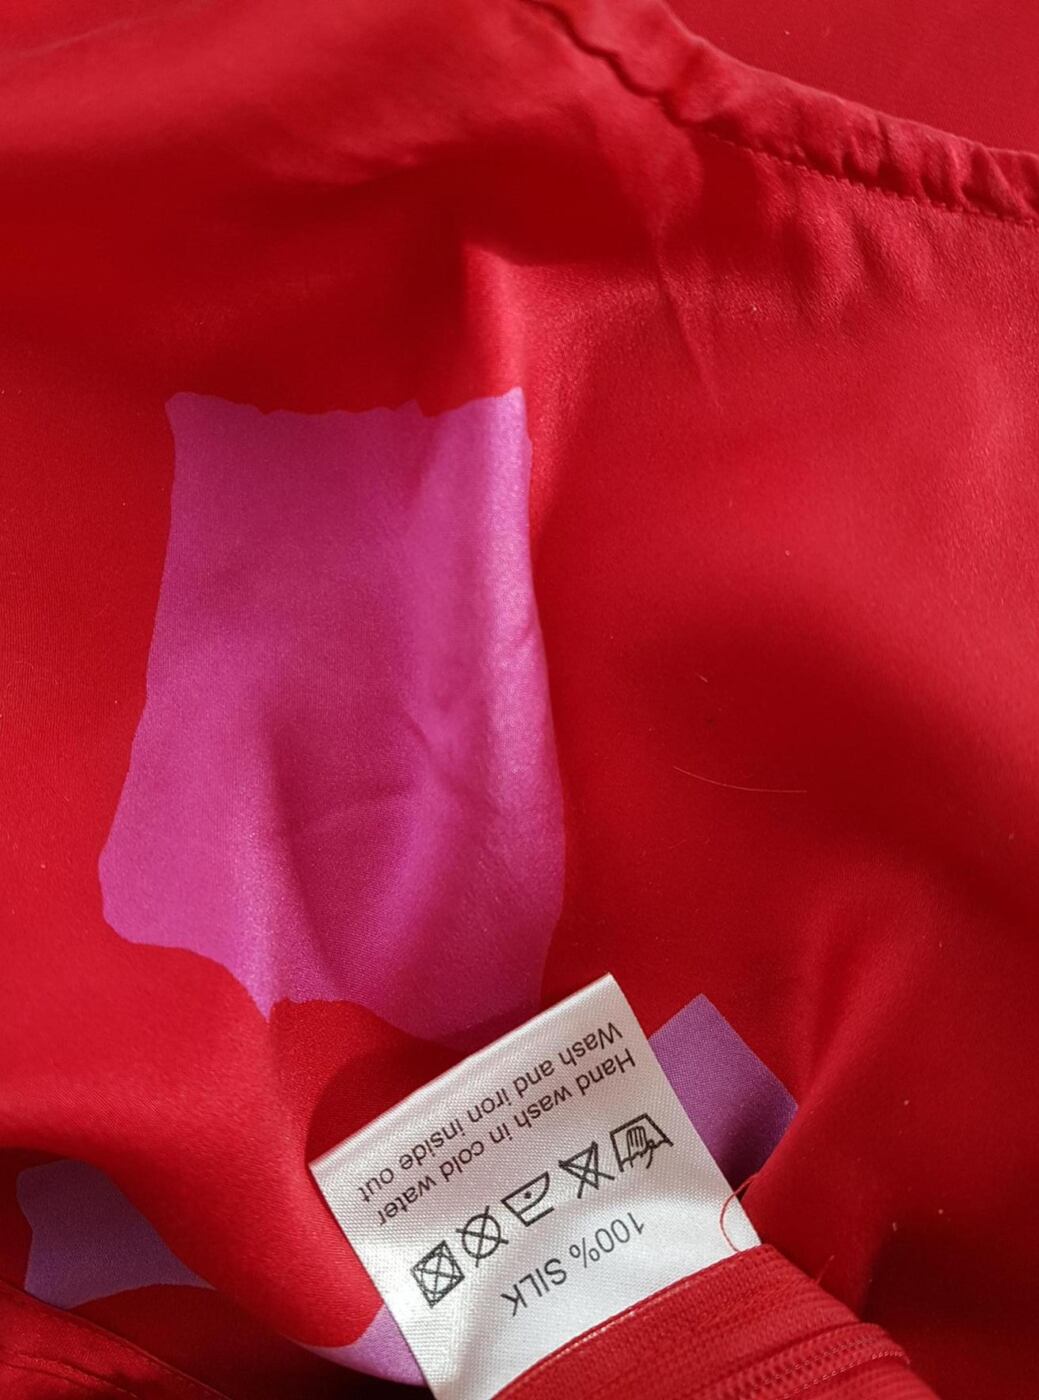 100% SILK
Hand wash in cold water
Wash and iron inside out